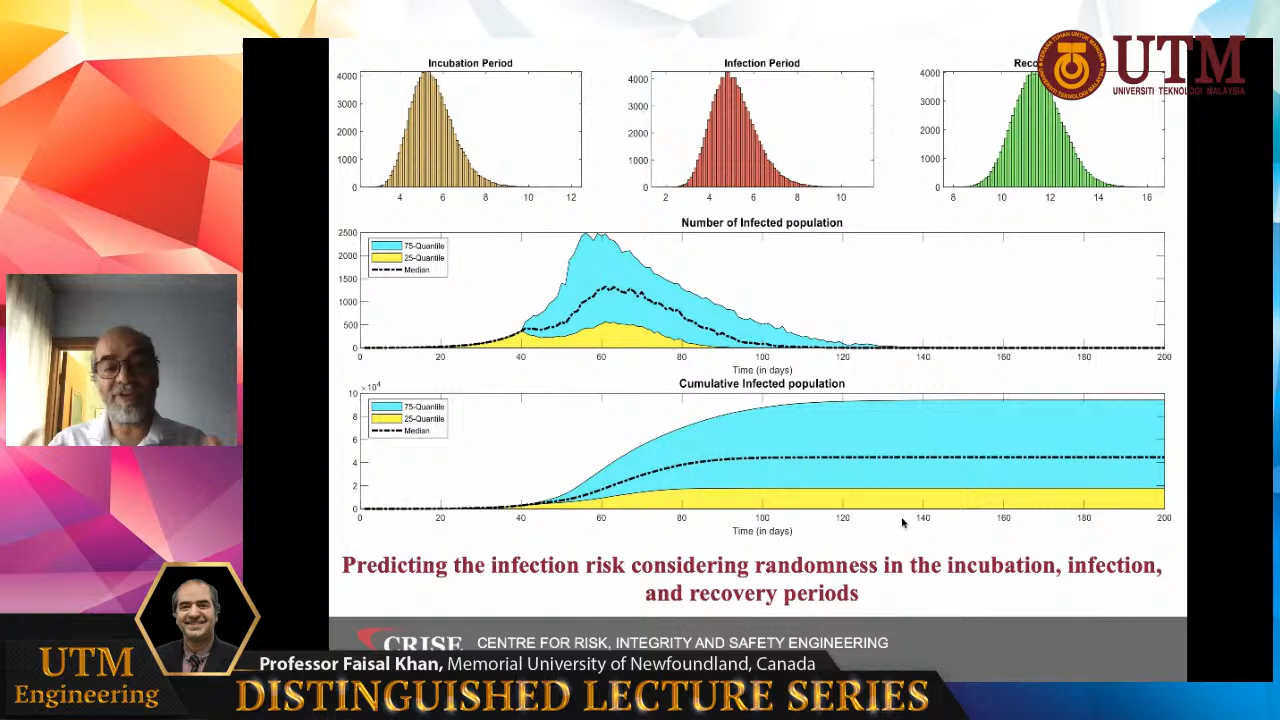 UTM
UNIVERSITI TEKNOLOGI MALAYSIA
Incubation Period
4000
3000
2000
1000
0
4 6 8 10 12
Infection Period
4000
3000
2000
1000
0
2 4 6 8 10
4000
3000
2000
1000
0
8 10 12 14 16
Number of Infected population
75-Quantile
25-Quantile
Median
2500
2000
1500
1000
500
0
0 20 40 60 80 100 120 140 160 180 200
Time (in days)
Cumulative Infected population
×10⁴
75-Quantile
25-Quantile
Median
10
8
6
4
2
0
0 20 40 60 80 100 120 140 160 180 200
Time (in days)
Predicting the infection risk considering randomness in the incubation, infection,
and recovery periods
CRISE CENTRE FOR RISK, INTEGRITY AND SAFETY ENGINEERING
Professor Faisal Khan, Memorial University of Newfoundland, Canada
UTM
Engineering
DISTINGUISHED LECTURE SERIES